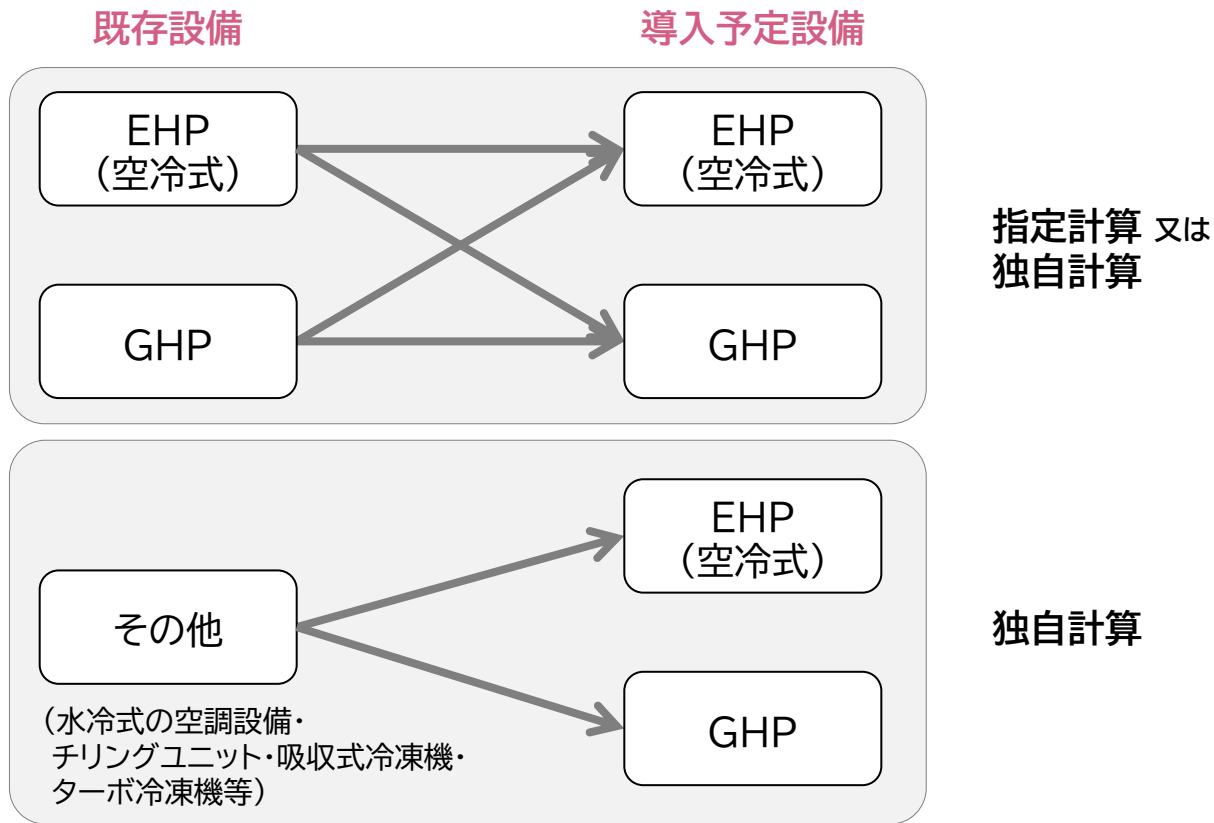 既存設備
導入予定設備
EHP
（空冷式）
EHP
（空冷式）
GHP
GHP
指定計算 又は
独自計算
その他
（水冷式の空調設備・
チリングユニット・吸収式冷凍機・
ターボ冷凍機等）
EHP
（空冷式）
GHP
独自計算